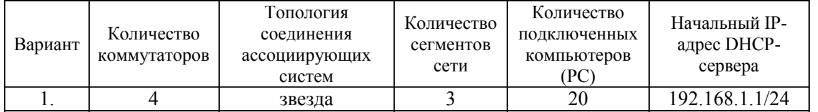 Вариант
Количество
коммутаторов
Топология
соединения
ассоциирующих
систем
Количество
сегментов
сети
Количество
подключенных
компьютеров
(PC)
Начальный IP-
адрес DHCP-
сервера
1. 4 звезда 3 20 192.168.1.1/24